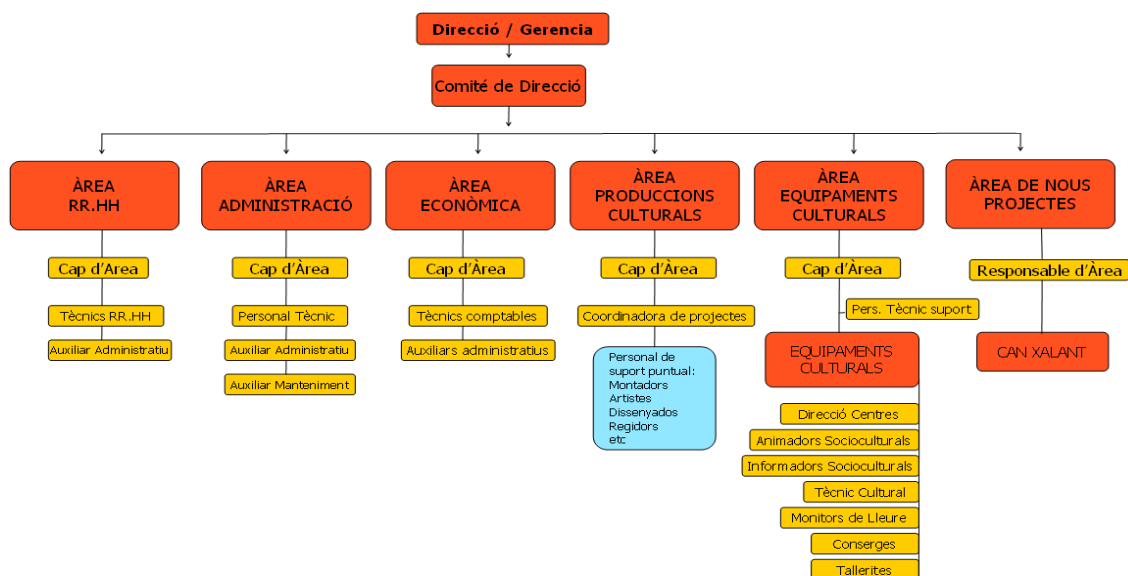 Direcció / Gerencia
Comité de Direcció
ÀREA
RR.HH
ÀREA
ADMINISTRACIÓ
ÀREA
ECONÒMICA
ÀREA
PRODUCCIONS
CULTURALS
ÀREA
EQUIPAMENTS
CULTURALS
ÀREA DE NOUS
PROJECTES
Cap d'Area
Cap d'Àrea
Cap d'Àrea
Cap d'Àrea
Cap d'Àrea
Responsable d'Àrea
Tècnics RR.HH
Personal Tècnic
Tècnics comptables
Coordinadora de projectes
Pers. Tècnic suport
Auxiliar Administratiu
Auxiliar Administratiu
Auxiliars administratius
Personal de
suport puntual:
Montadors
Artistes
Dissenyados
Regidors
etc
EQUIPAMENTS
CULTURALS
CAN XALANT
Auxiliar Manteniment
Direcció Centres
Animadors Socioculturals
Informadors Socioculturals
Tècnic Cultural
Monitors de Lleure
Conserges
Tallerites